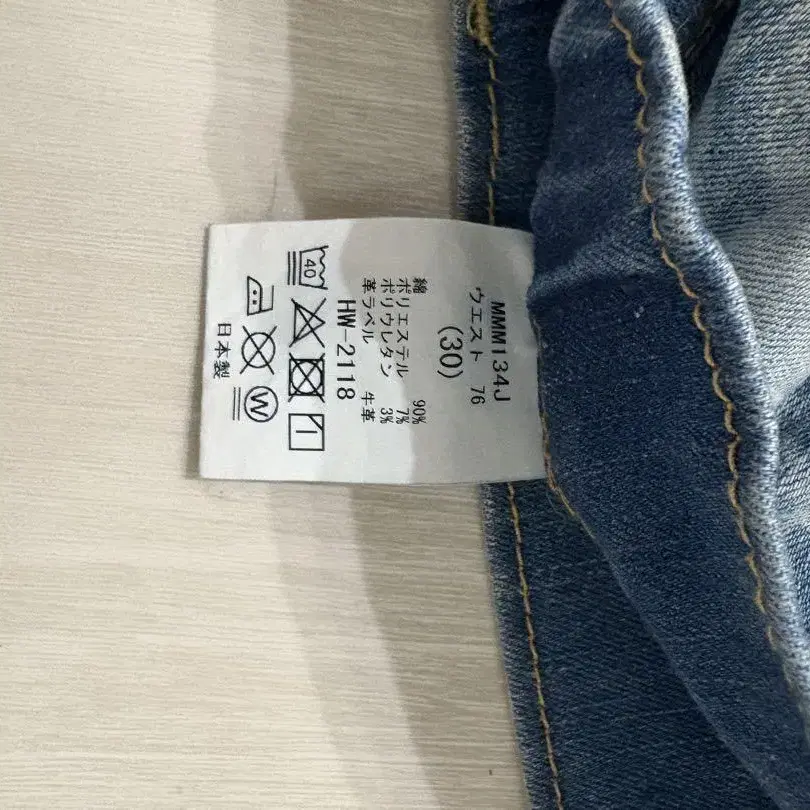 MMM134J
ウエスト 76
(30)
綿 90%
ポリエステル 7%
ポリウレタン 3%
革ラベル 牛革
HW-2118
40
W
日本製